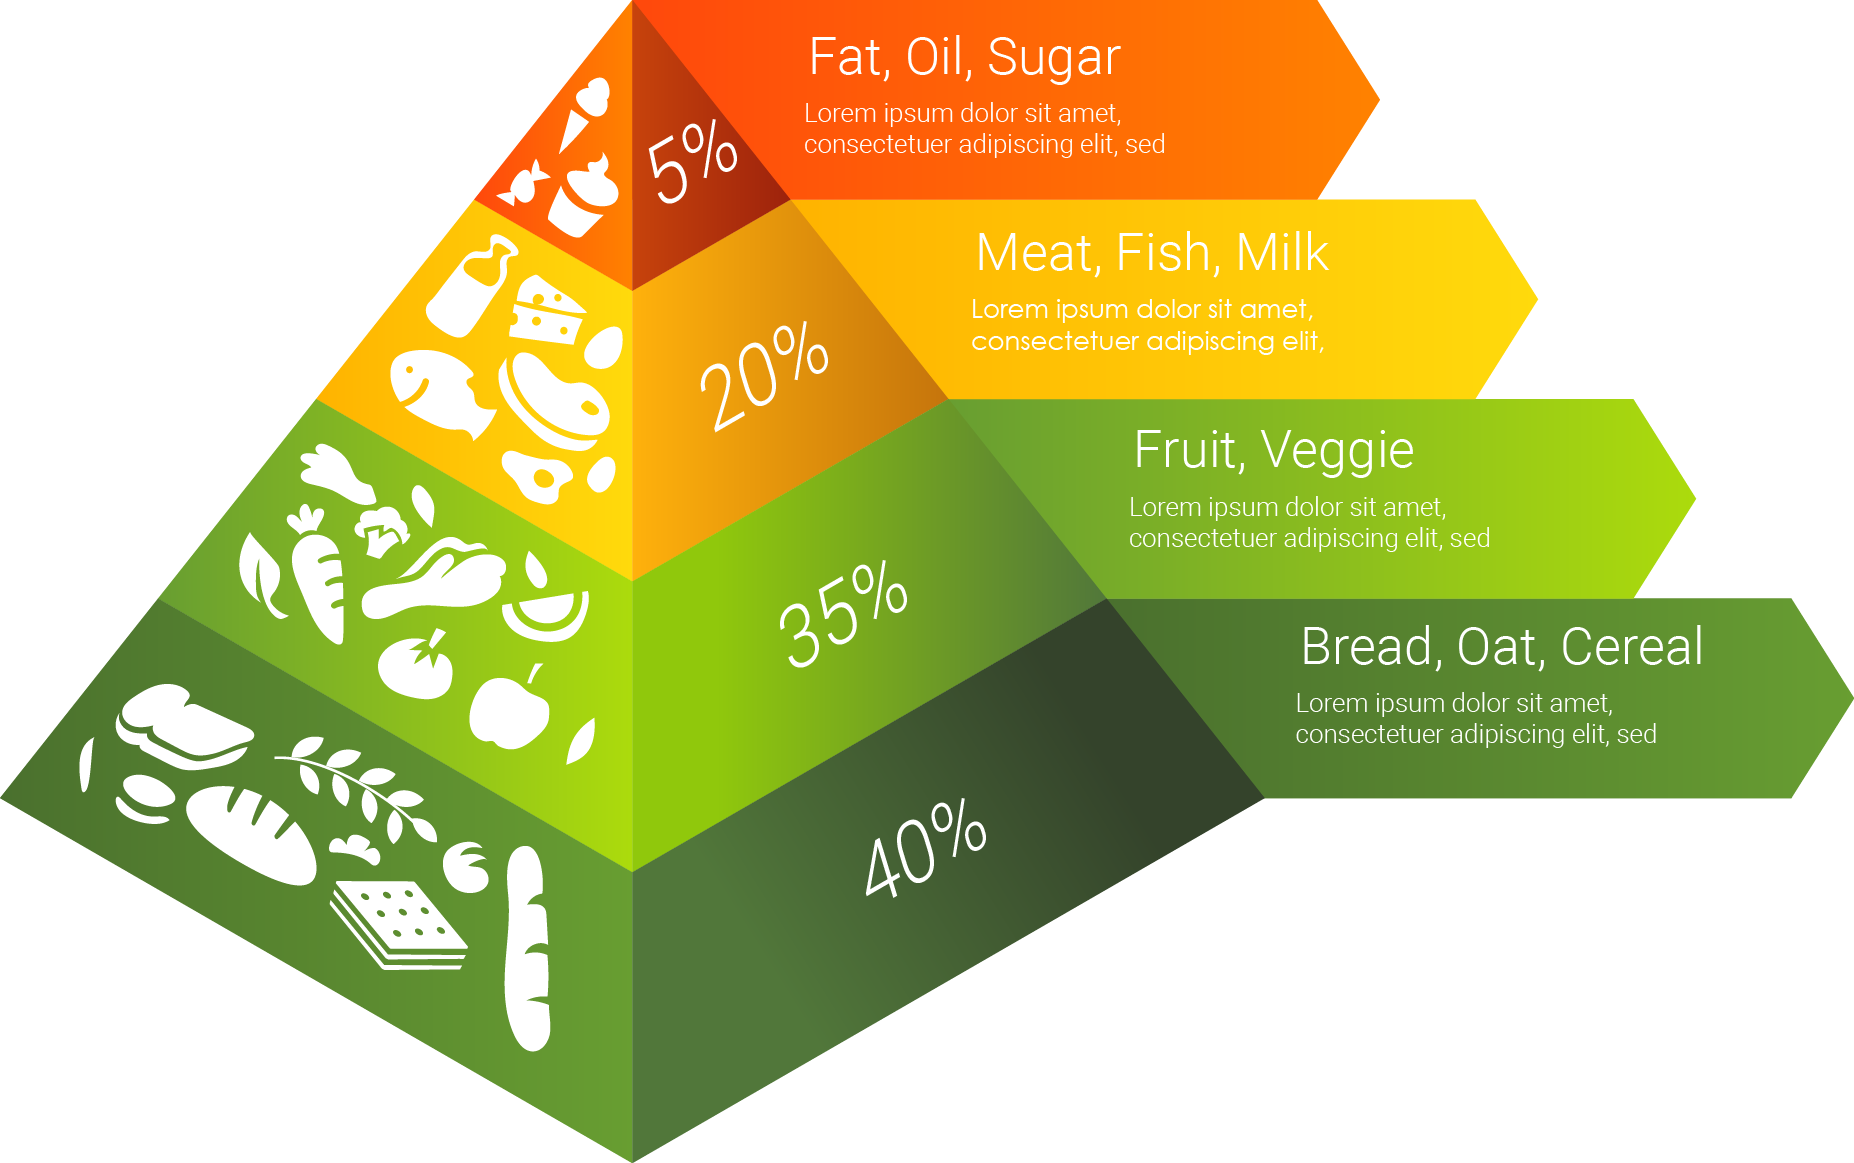 Fat, Oil, Sugar
Lorem ipsum dolor sit amet,
consectetuer adipiscing elit, sed
5%
Meat, Fish, Milk
Lorem ipsum dolor sit amet,
consectetuer adipiscing elit,
20%
Fruit, Veggie
Lorem ipsum dolor sit amet,
consectetuer adipiscing elit, sed
35%
Bread, Oat, Cereal
Lorem ipsum dolor sit amet,
consectetuer adipiscing elit, sed
40%